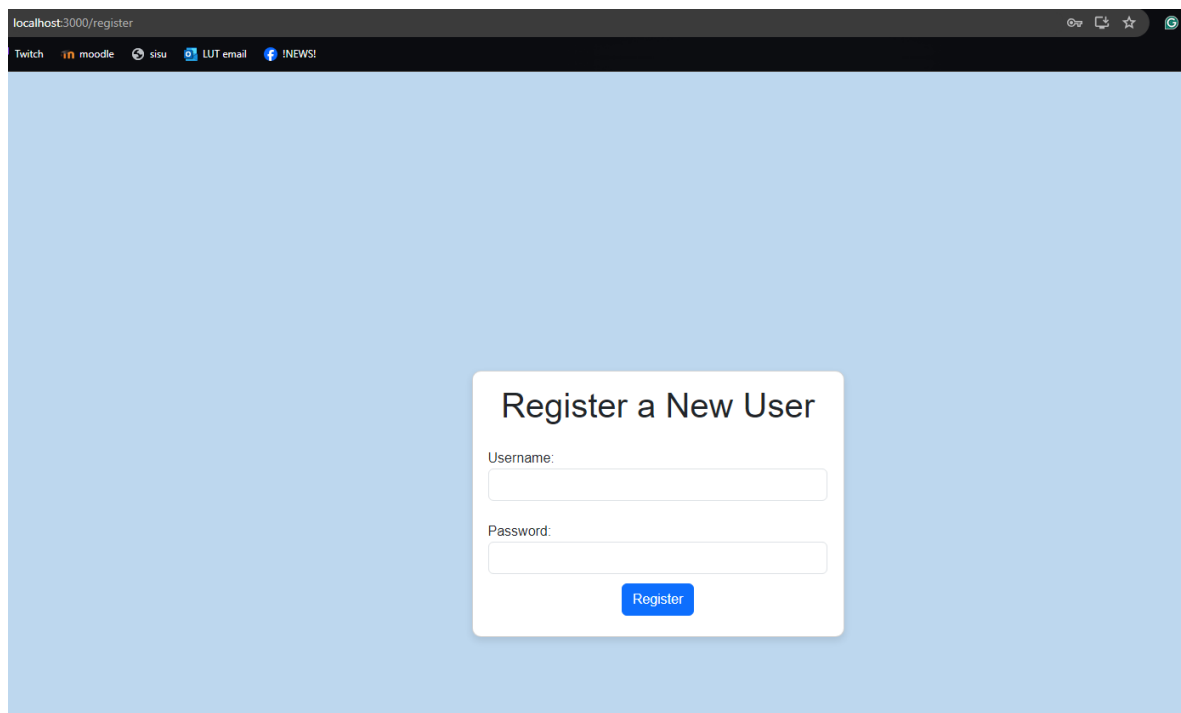 localhost:3000/register
Twitch moodle sisu LUT email !NEWS!
Register a New User
Username:
Password:
Register